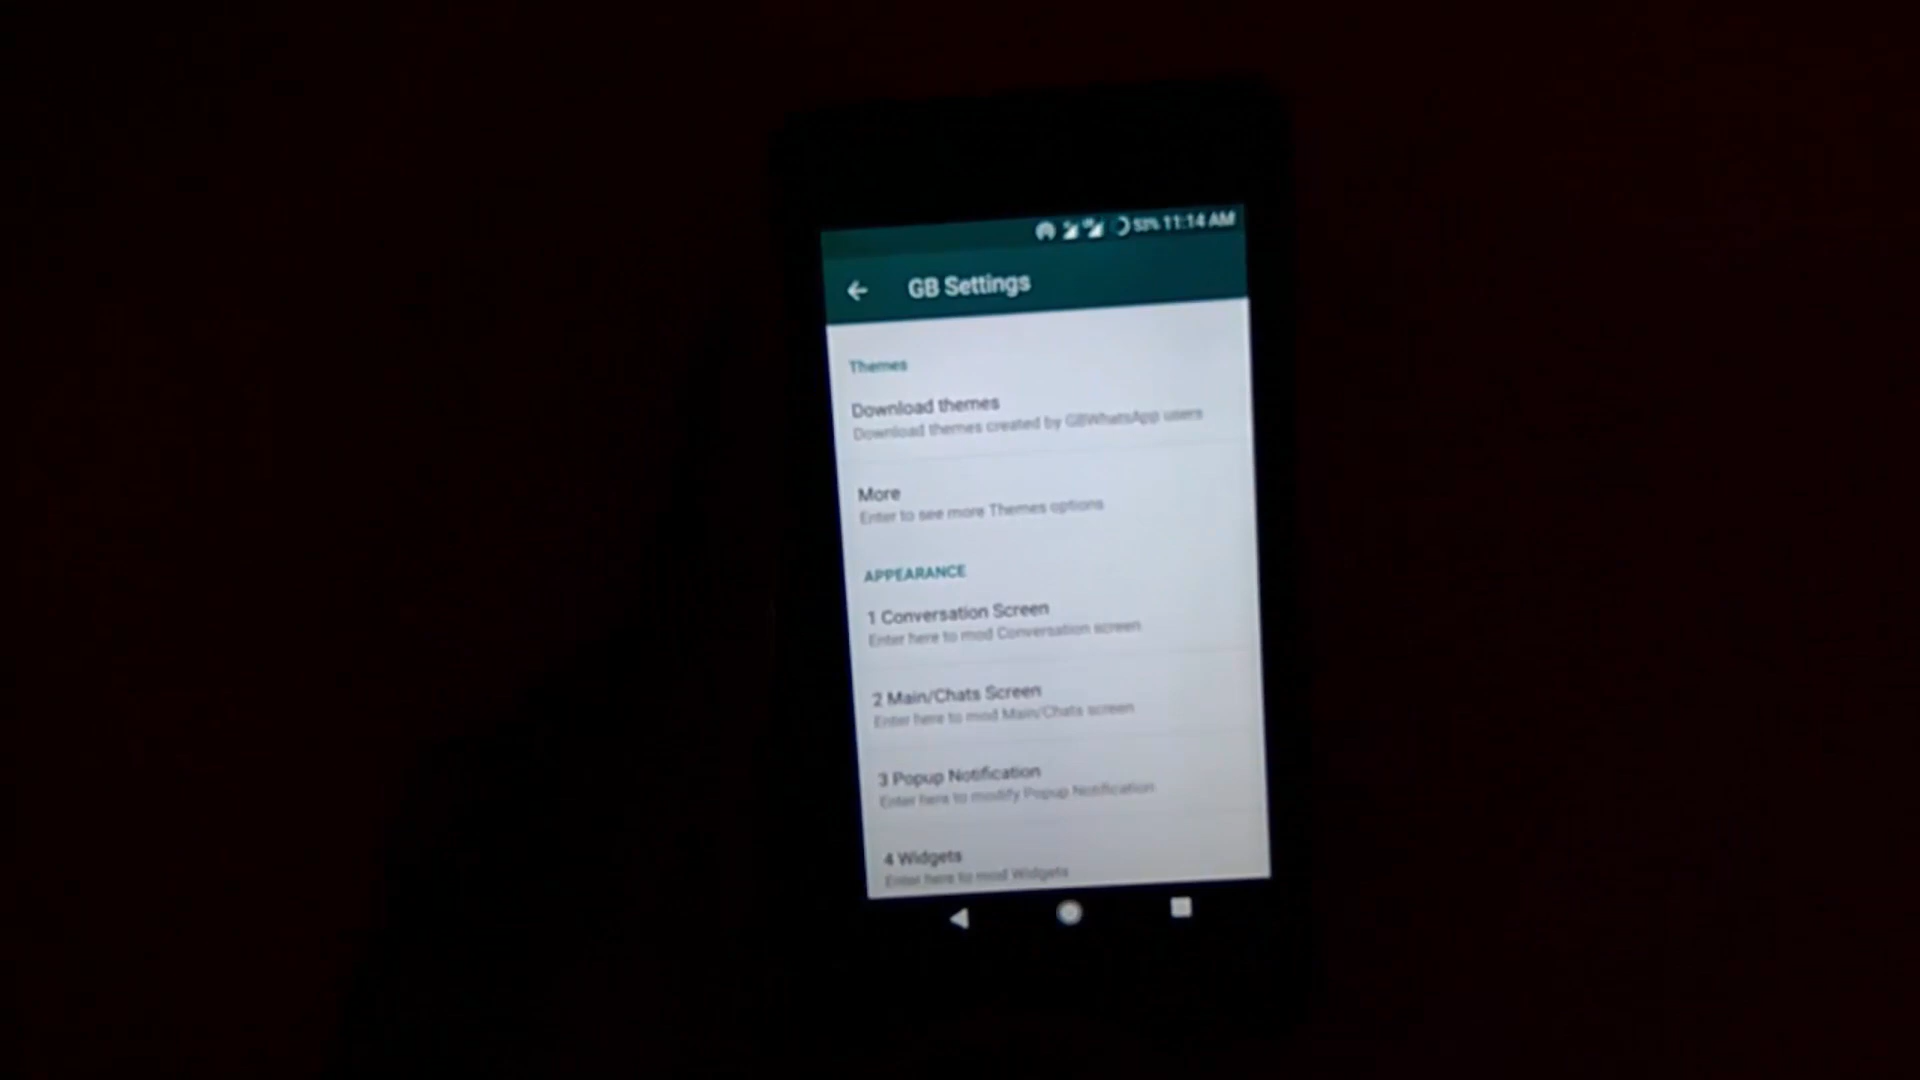 53% 11:14 AM
GB Settings
Themes
Download themes
Download themes created by GBWhatsApp users
More
Enter to see more Themes options
APPEARANCE
1 Conversation Screen
Enter here to mod Conversation screen
2 Main/Chats Screen
Enter here to mod Main/Chats screen
3 Popup Notification
Enter here to modify Popup Notification
4 Widgets
Enter here to mod Widgets